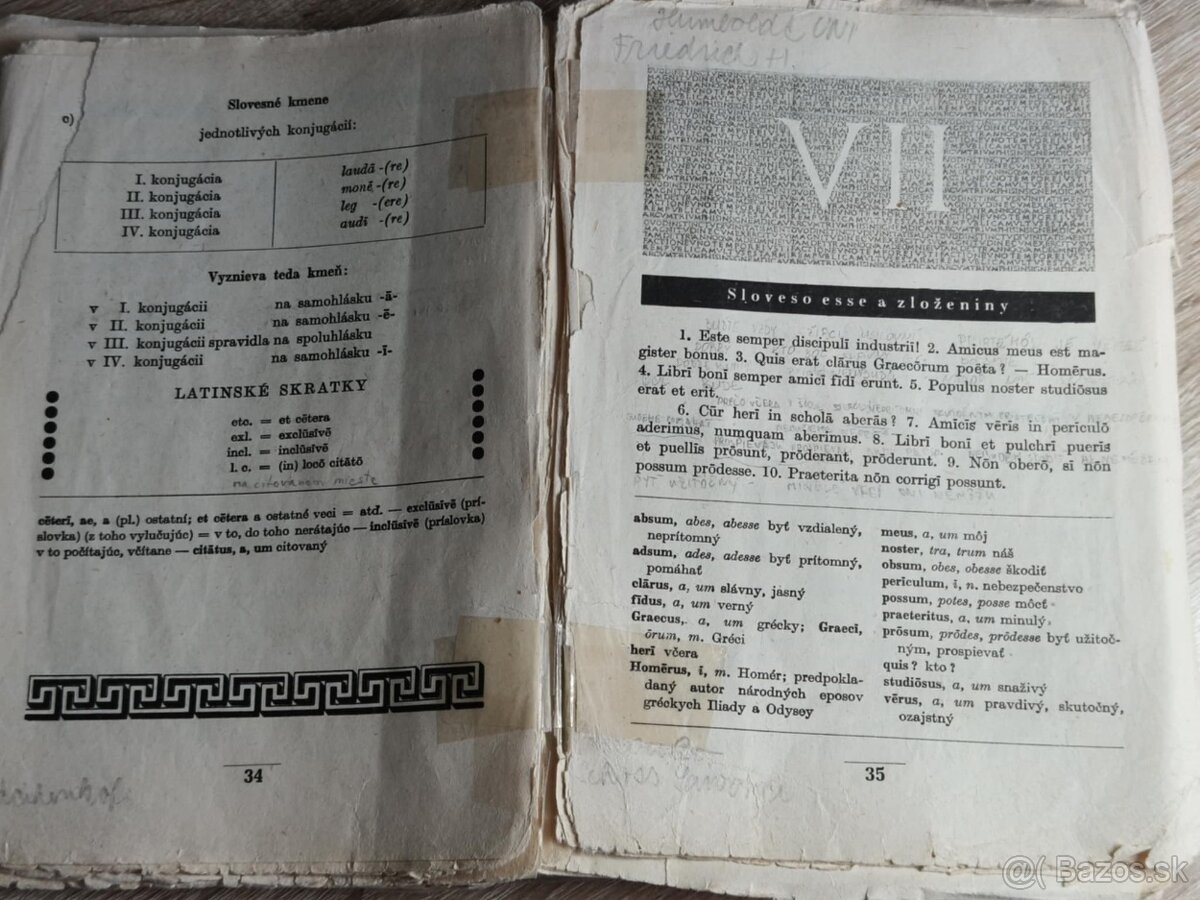 Slovesné kmene
c)
jednotlivých konjugácií:
I. konjugácia laudā -(re)
II. konjugácia monē -(re)
III. konjugácia leg -(ere)
IV. konjugácia audī -(re)
Vyznieva teda kmeň:
v I. konjugácii na samohlásku -ā-
v II. konjugácii na samohlásku -ē-
v III. konjugácii spravidla na spoluhlásku
v IV. konjugácii na samohlásku -ī-
LATINSKÉ SKRATKY
etc. = et cētera
exl. = exclūsīvē
incl. = inclūsīvē
l. c. = (in) locō citātō
na citovanom mieste
cēterī, ae, a (pl.) ostatní; et cētera a ostatné veci = atď. — exclūsīvē (prí-
slovka) (z toho vylučujúc) = v to, do toho nerátajúc — inclūsīvē (príslovka)
v to počítajúc, včítane — citātus, a, um citovaný
34
Humboldt UNI
Friedrich H.
VII
Sloveso esse a zloženiny
1. Este semper discipulī industriī! 2. Amicus meus est ma-
gister bonus. 3. Quis erat clārus Graecōrum poëta? — Homērus.
4. Librī bonī semper amicī fīdī erunt. 5. Populus noster studiōsus
erat et erit.
6. Cūr herī in scholā aberās? 7. Amīcīs vērīs in perīculō
aderimus, numquam aberimus. 8. Librī bonī et pulchrī puerīs
et puellīs prōsunt, prōderant, prōderunt. 9. Nōn oberō, sī nōn
possum prōdesse. 10. Praeterita nōn corrigī possunt.
absum, abes, abesse byť vzdialený,
neprítomný
adsum, ades, adesse byť prítomný,
pomáhať
clārus, a, um slávny, jasný
fīdus, a, um verný
Graecus, a, um grécky; Graecī,
ōrum, m. Gréci
herī včera
Homērus, ī, m. Homér; predpokla-
daný autor národných eposov
gréckych Iliady a Odysey
meus, a, um môj
noster, tra, trum náš
obsum, obes, obesse škodiť
perīculum, ī, n. nebezpečenstvo
possum, potes, posse môcť
praeteritus, a, um minulý
prōsum, prōdes, prōdesse byť užitoč-
ným, prospievať
quis? kto?
studiōsus, a, um snaživý
vērus, a, um pravdivý, skutočný,
ozajstný
35
@( Bazos.sk